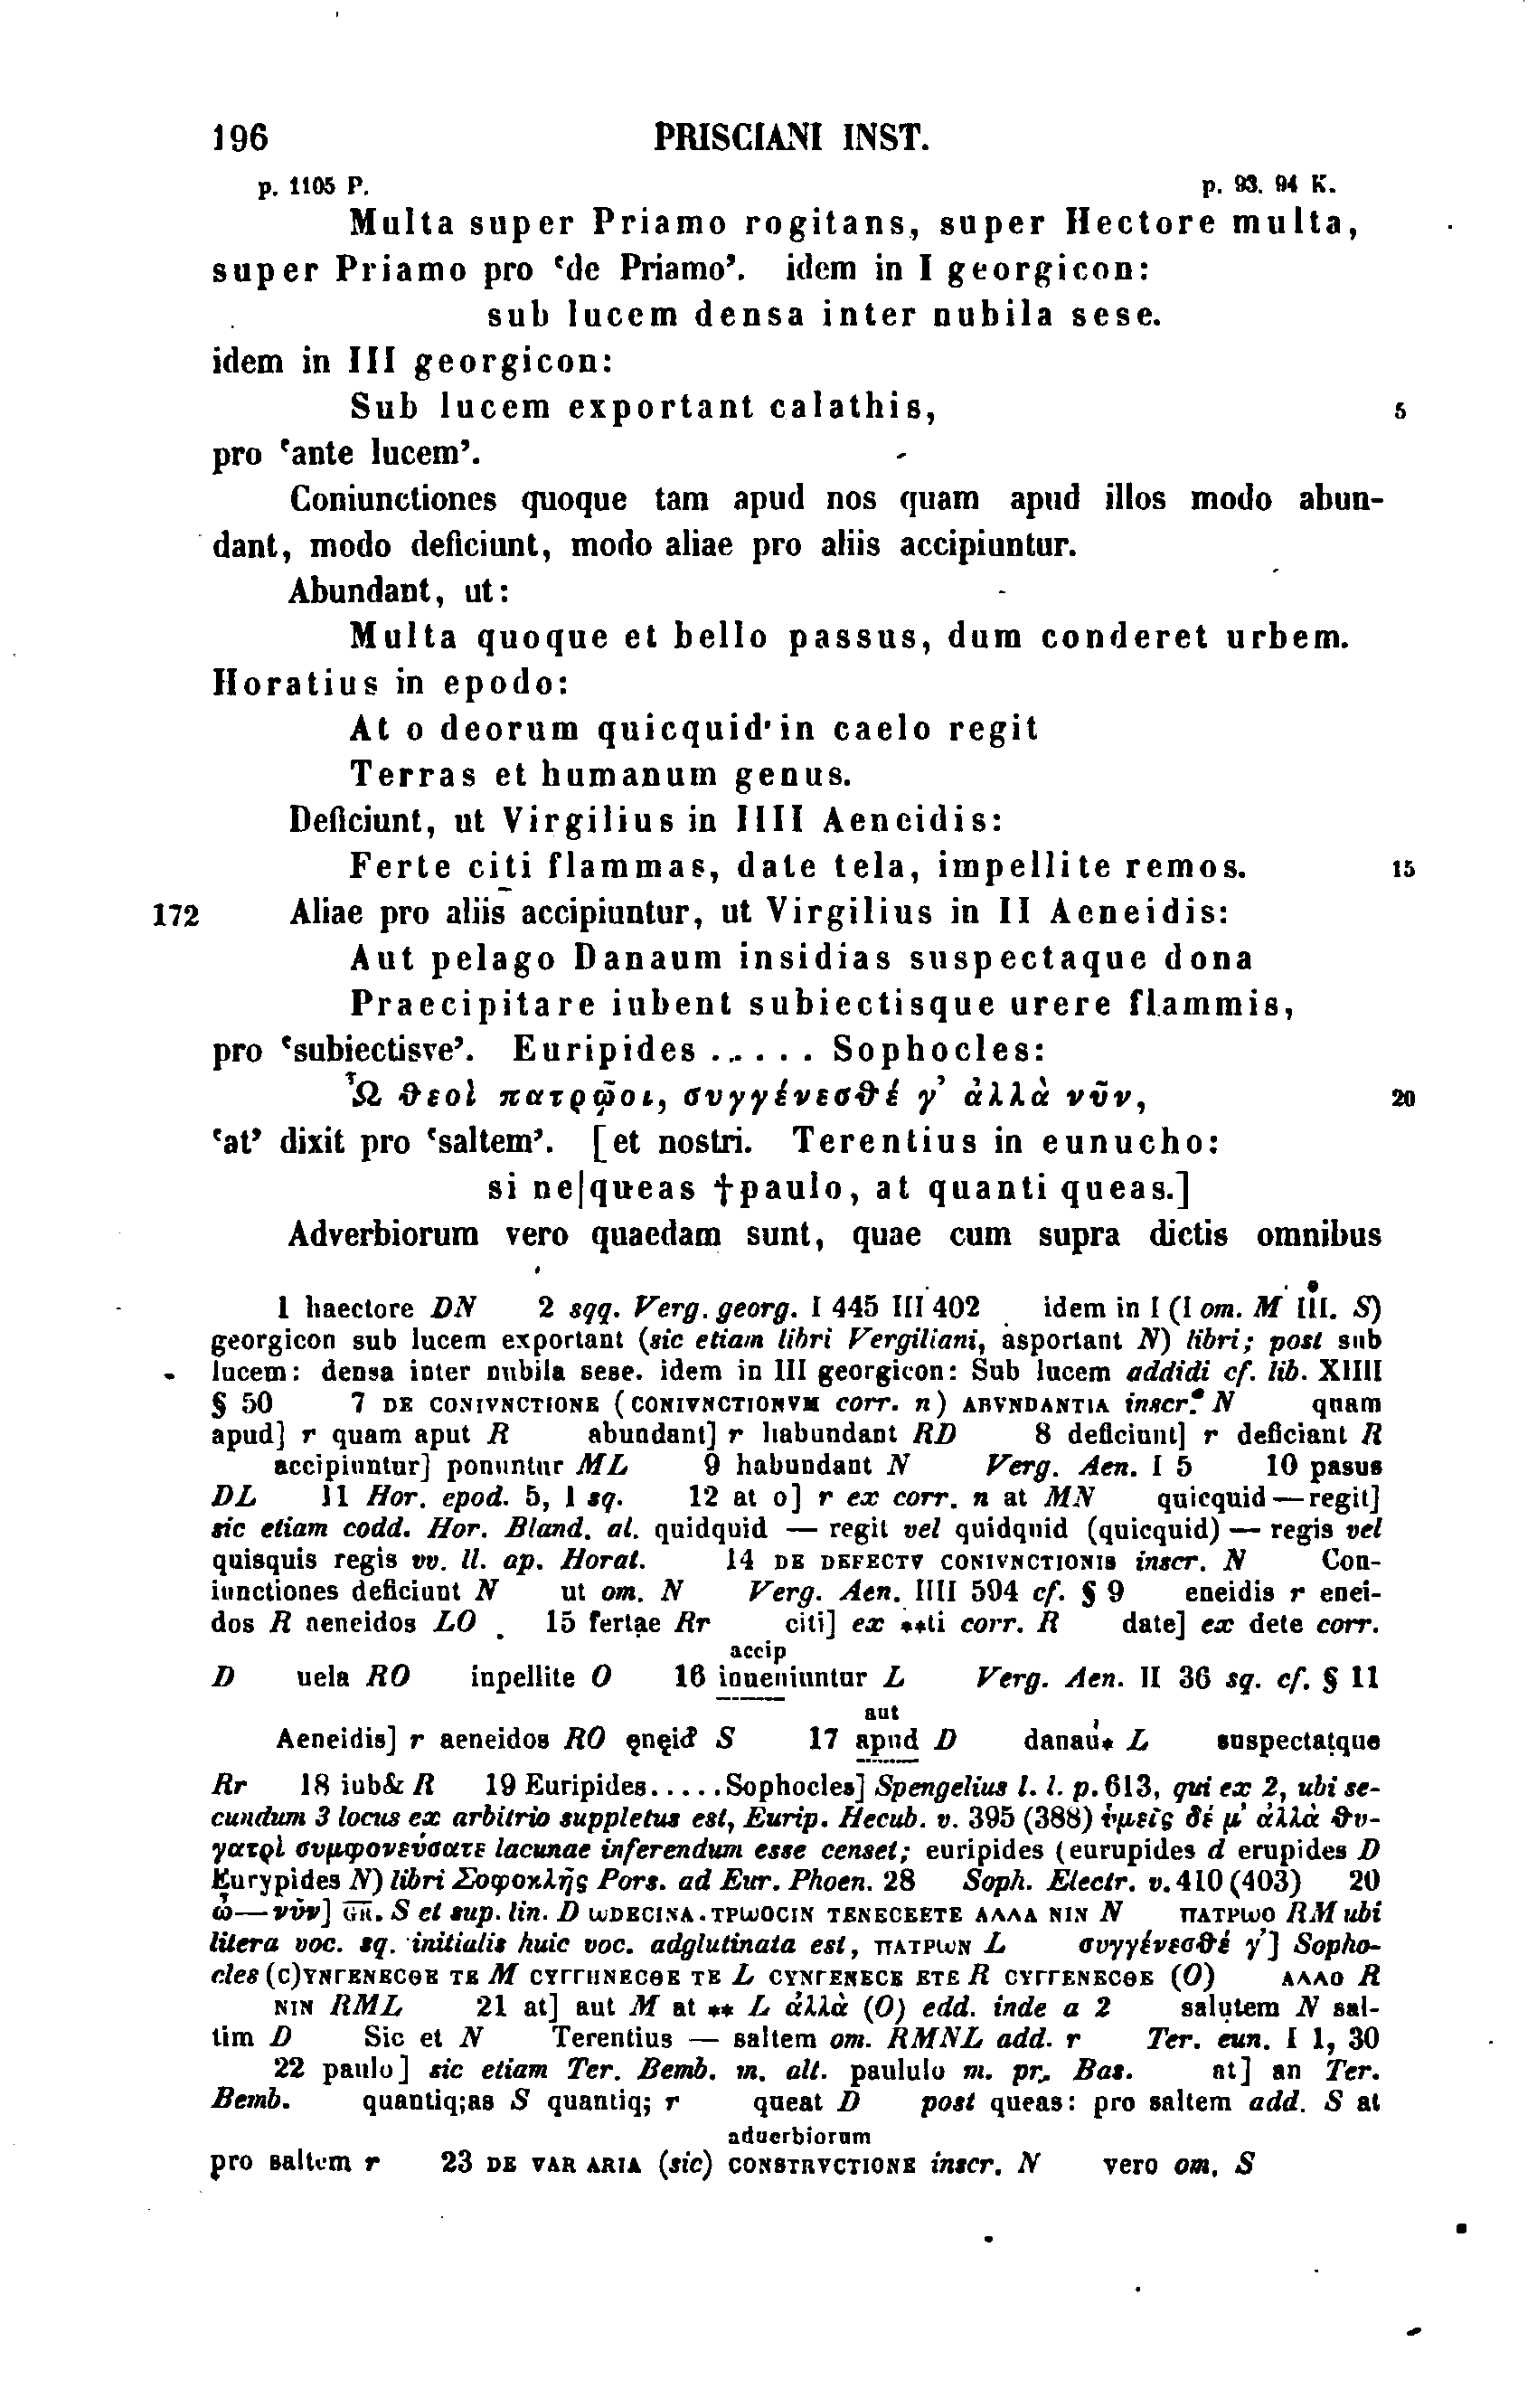 196 PRISCIANI INST.
p. 1105 P. p. 93. 94 K.
Multa super Priamo rogitans, super Hectore multa,
super Priamo pro ‘de Priamo’. idem in I georgicon:
sub lucem densa inter nubila sese.
idem in III georgicon:
Sub lucem exportant calathis, 5
pro ‘ante lucem’.
Coniunctiones quoque tam apud nos quam apud illos modo abun-
dant, modo deficiunt, modo aliae pro aliis accipiuntur.
Abundant, ut:
Multa quoque et bello passus, dum conderet urbem.
Horatius in epodo:
At o deorum quicquid in caelo regit
Terras et humanum genus.
Deficiunt, ut Virgilius in IIII Aeneidis:
Ferte citi flammas, date tela, impellite remos. 15
172 Aliae pro aliis accipiuntur, ut Virgilius in II Aeneidis:
Aut pelago Danaum insidias suspectaque dona
Praecipitare iubent subiectisque urere flammis,
pro ‘subiectisve’. Euripides ..... Sophocles:
Ὦ θεοὶ πατρῷοι, συγγένεσθέ γ’ ἀλλὰ νῦν, 20
‘at’ dixit pro ‘saltem’. [et nostri. Terentius in eunucho:
si ne|queas †paulo, at quanti queas.]
Adverbiorum vero quaedam sunt, quae cum supra dictis omnibus
1 haectore DN 2 sqq. Verg. georg. I 445 III 402 idem in I (I om. M III. S)
georgicon sub lucem exportant (sic etiam libri Vergiliani, asportant N) libri; post sub
lucem: densa inter nubila sese. idem in III georgicon: Sub lucem addidi cf. lib. XIIII
§ 50 7 DE CONIVNCTIONE (CONIVNCTIONVM corr. n) ABVNDANTIA inscr. N quam
apud] r quam aput R abundant] r habundant RD 8 deficiunt] r deficiant R
accipiuntur] ponuntur ML 9 habundant N Verg. Aen. I 5 10 pasus
DL 11 Hor. epod. 5, 1 sq. 12 at o] r ex corr. n at MN quicquid — regit]
sic etiam codd. Hor. Bland. al. quidquid — regit vel quidquid (quicquid) — regis vel
quisquis regis vv. ll. ap. Horat. 14 DE DEFECTV CONIVNCTIONIS inscr. N Con-
iunctiones deficiunt N ut om. N Verg. Aen. IIII 594 cf. § 9 eneidis r enei-
dos R neneidos LO 15 fertae Rr citi] ex **ti corr. R date] ex dete corr.
accip
D uela RO inpellite O 16 inueniuntur L Verg. Aen. II 36 sq. cf. § 11
aut
Aeneidis] r aeneidos RO S 17 apud D danau* L suspectatque
Rr 18 iub& R 19 Euripides.....Sophocles] Spengelius l. l. p. 613, qui ex 2, ubi se-
cundum 3 locus ex arbitrio suppletus est, Eurip. Hecub. v. 395 (388) ὑμεῖς δέ μ’ ἀλλὰ θυ-
γατρὶ συμφονεύσατε lacunae inferendum esse censet; euripides (eurupides d erupides D
Eurypides N) libri Σοφοκλῆς Pors. ad Eur. Phoen. 28 Soph. Electr. v. 410 (403) 20
ὦ — νῦν] GR. S et sup. lin. D ωDECINA.TPωOCIN TENECEETE ΑΛΛΑ NIN N ΠATPωO RM ubi
litera voc. sq. initialis huic voc. adglutinata est, ΠATPωN L συγγένεσθέ γ’] Sopho-
cles (C)YNΓENECΘE TE M CYΓΓHNECΘE TE L CYNΓENECE ETE R CYΓΓENECΘE (O) ΑΛΛΟ R
NIN RML 21 at] aut M at ** L ἀλλὰ (O) edd. inde a 2 salutem N sal-
tim D Sic et N Terentius — saltem om. RMNL add. r Ter. eun. I 1, 30
22 paulo] sic etiam Ter. Bemb. m. alt. paululo m. pr. Bas. at] an Ter.
Bemb. quantiq;as S quantiq; r queat D post queas: pro saltem add. S at
aduerbiorum
pro saltem r 23 DE VAR ARIA (sic) CONSTRVCTIONE inscr. N vero om. S